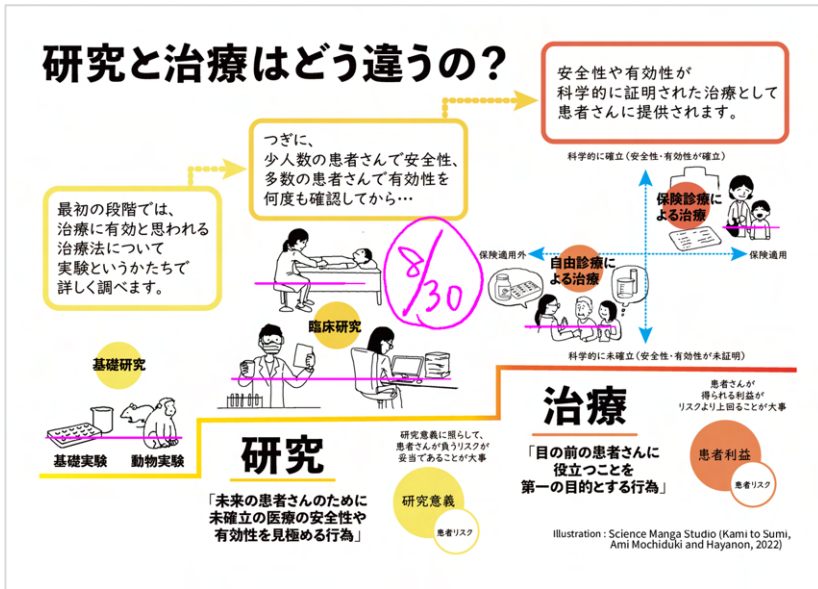 研究と治療はどう違うの?
安全性や有効性が
科学的に証明された治療として
患者さんに提供されます。
つぎに、
少人数の患者さんで安全性、
多数の患者さんで有効性を
何度も確認してから…
最初の段階では、
治療に有効と思われる
治療法について
実験というかたちで
詳しく調べます。
科学的に確立(安全性・有効性が確立)
保険診療に
よる治療
保険適用外
保険適用
自由診療に
よる治療
科学的に未確立(安全性・有効性が未証明)
8/30
臨床研究
基礎研究
基礎実験
動物実験
研究
「未来の患者さんのために
未確立の医療の安全性や
有効性を見極める行為」
研究意義に照らして、
患者さんが負うリスクが
妥当であることが大事
研究意義
患者リスク
治療
「目の前の患者さんに
役立つことを
第一の目的とする行為」
患者さんが
得られる利益が
リスクより上回ることが大事
患者利益
患者リスク
Illustration : Science Manga Studio (Kami to Sumi,
Ami Mochiduki and Hayanon, 2022)